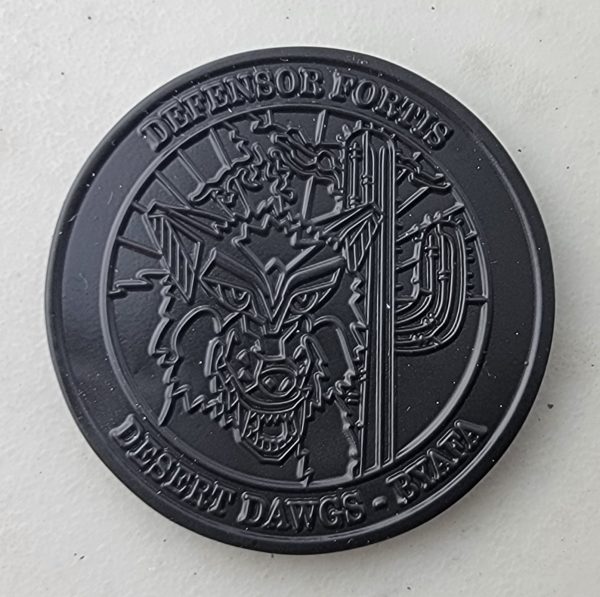 DEFENSOR FORTIS
DESERT DAWGS - BYAFA